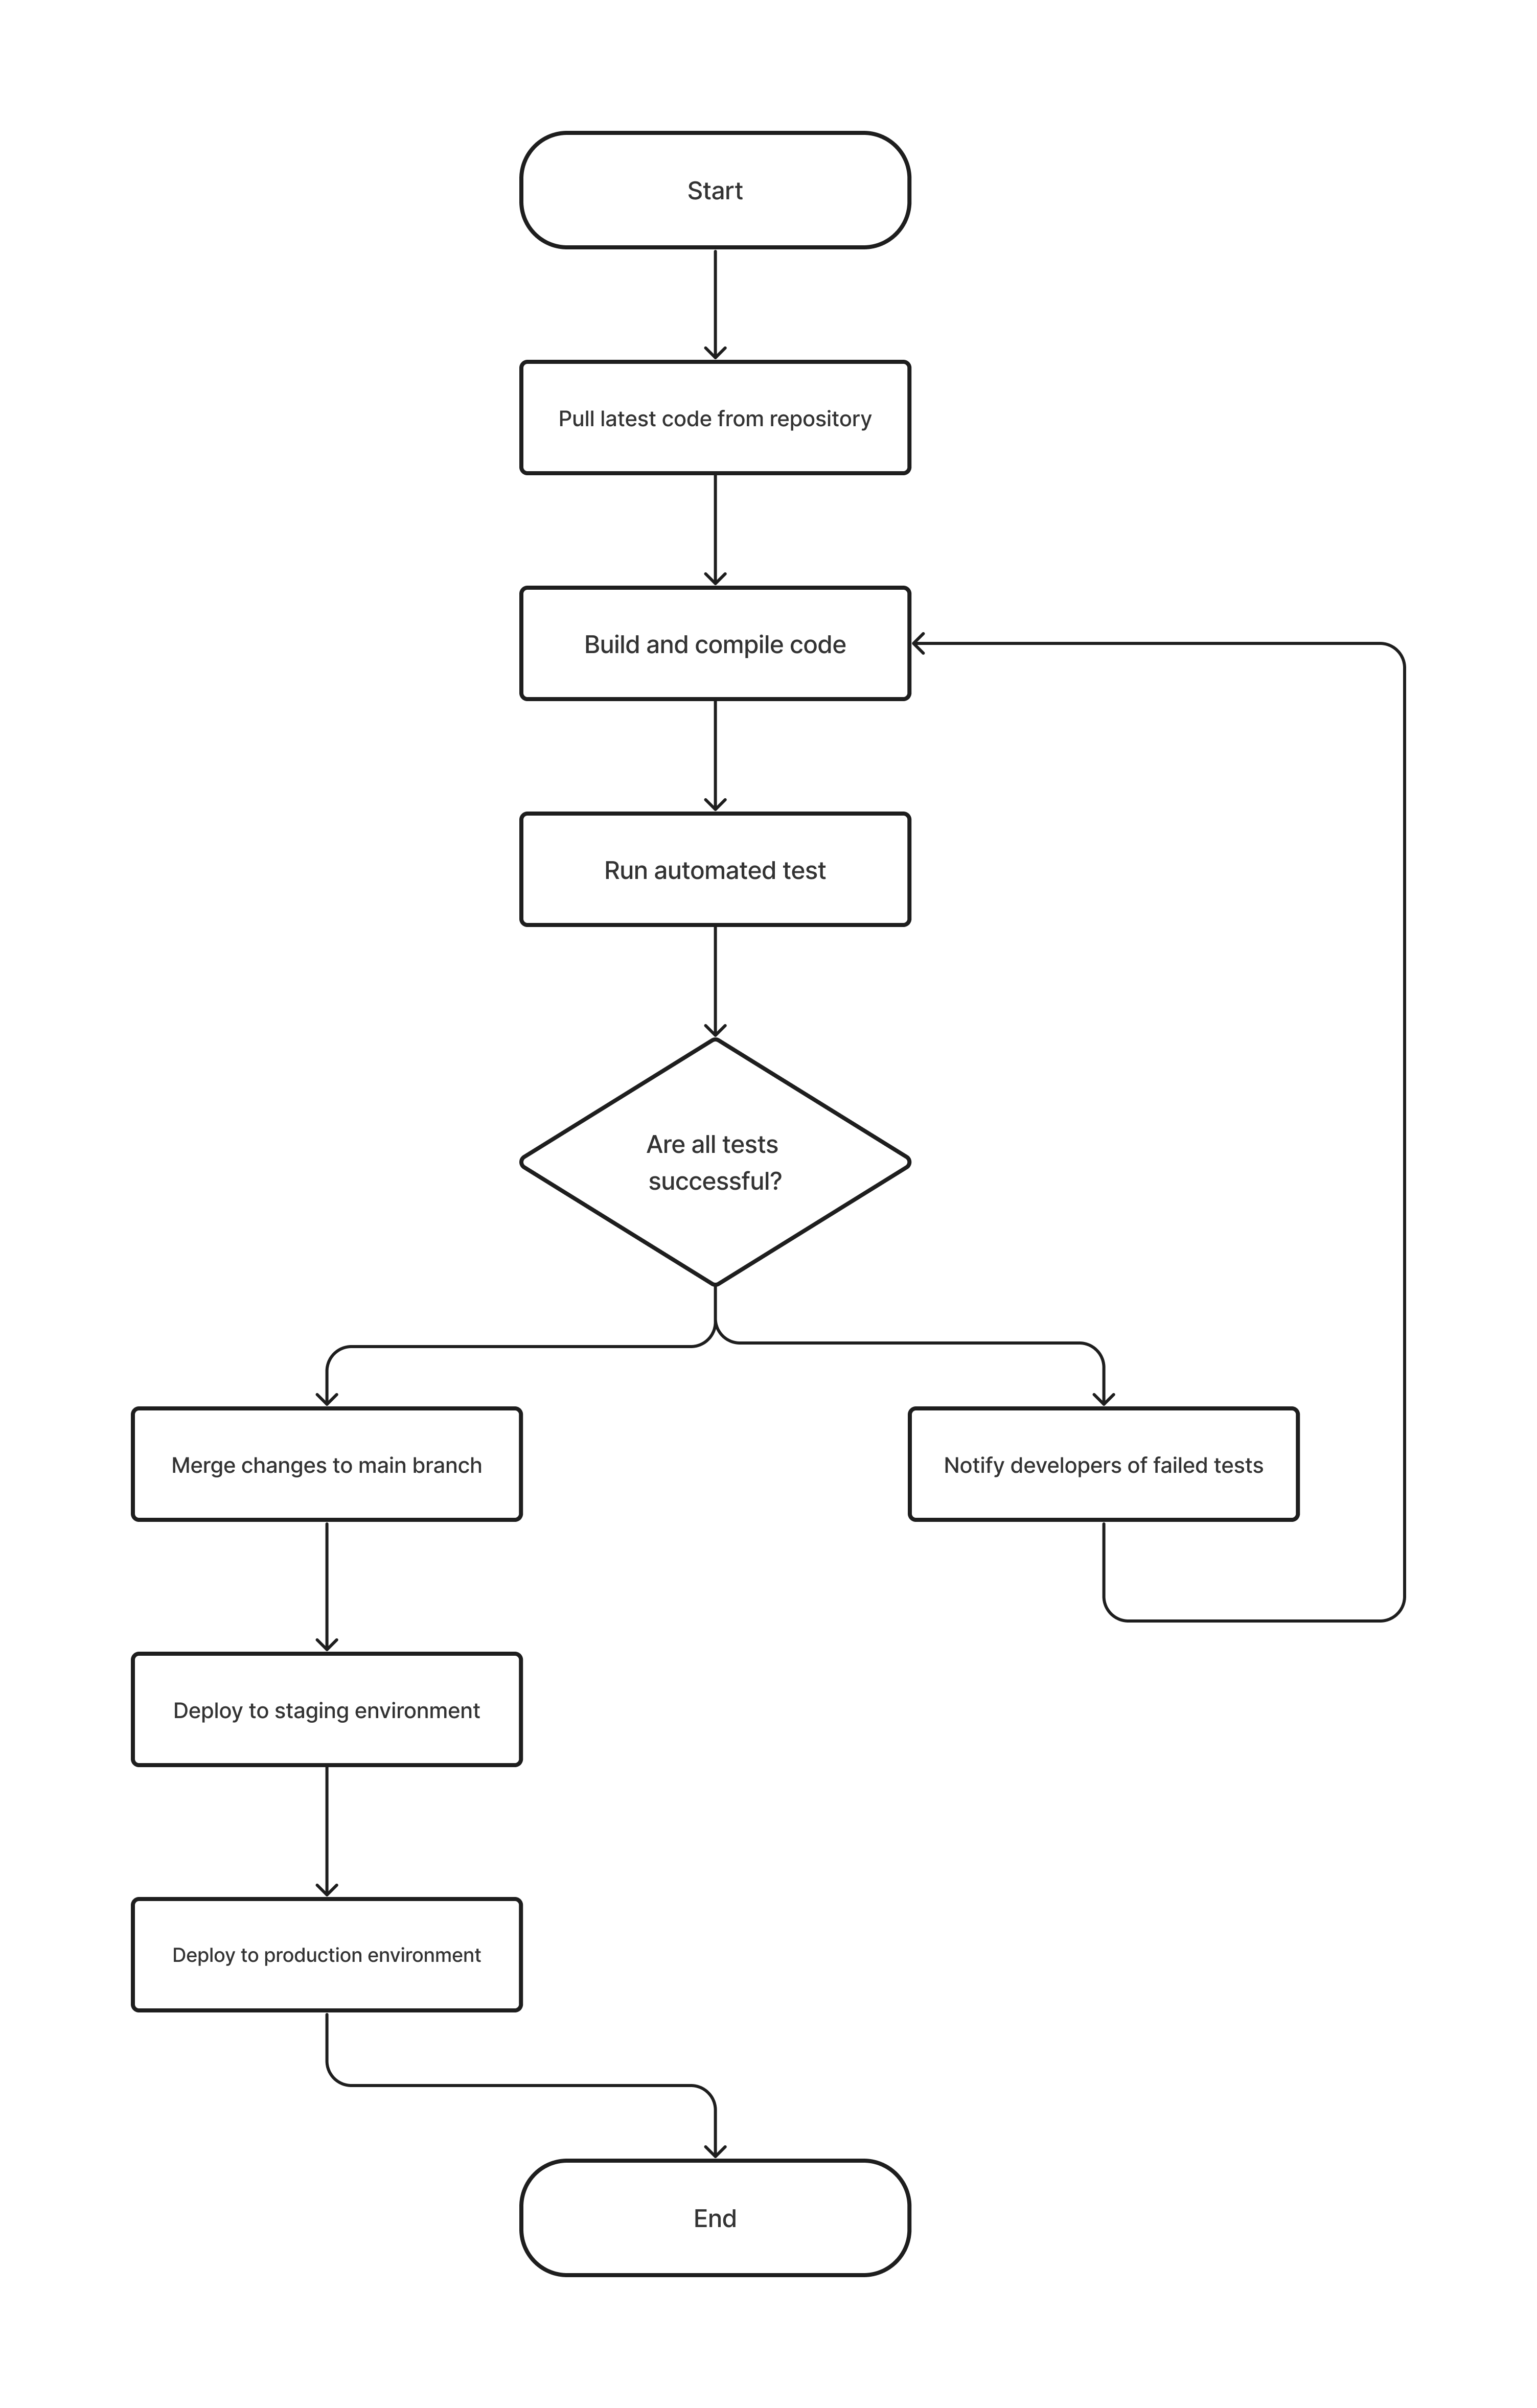 Start
Pull latest code from repository
Build and compile code
Run automated test
Are all tests
successful?
Merge changes to main branch
Notify developers of failed tests
Deploy to staging environment
Deploy to production environment
End